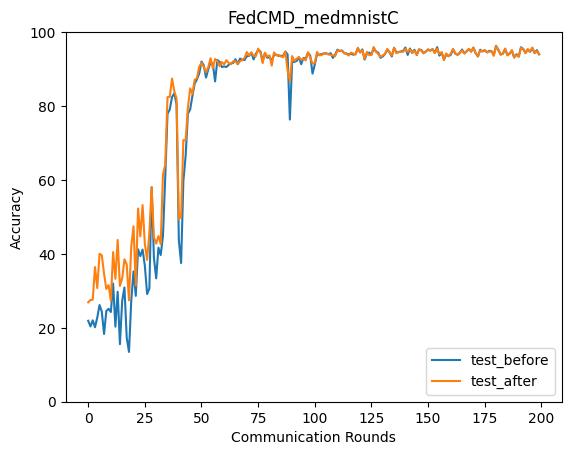 FedCMD_medmnistC
100
80
60
40
20
0
Accuracy
0 25 50 75 100 125 150 175 200
Communication Rounds
test_before
test_after